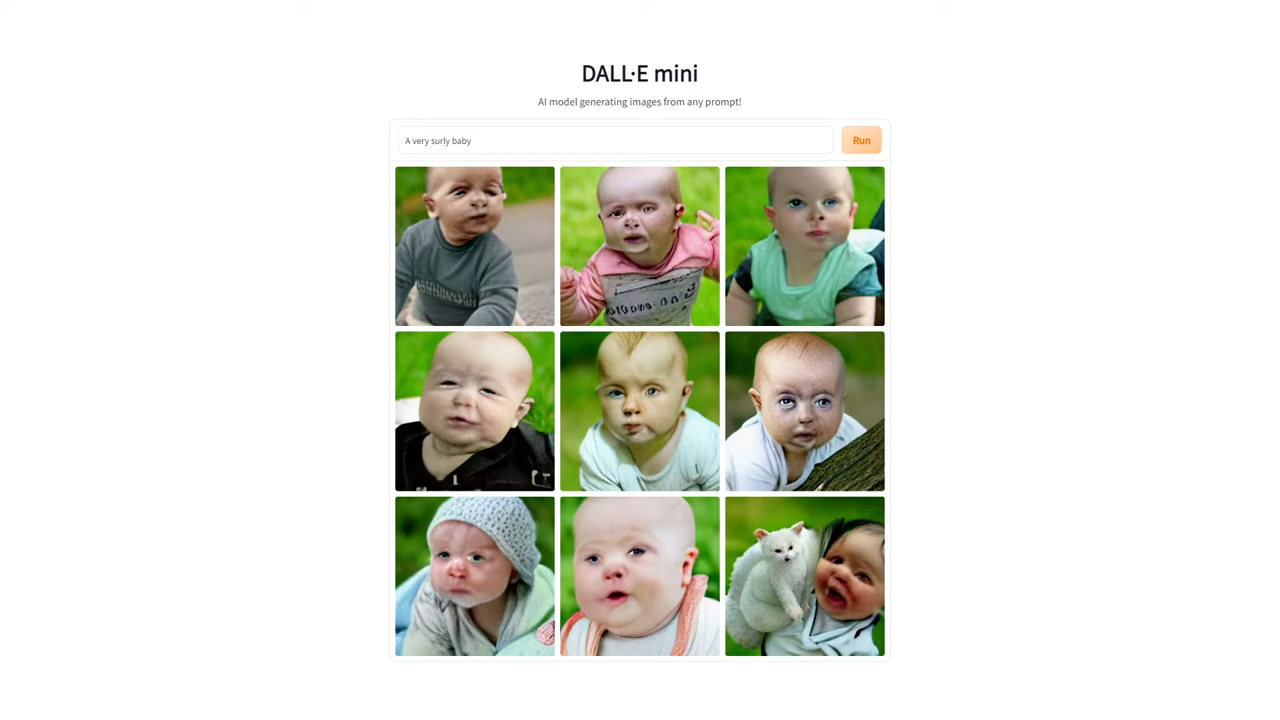 DALL·E mini
AI model generating images from any prompt!
A very surly baby
Run